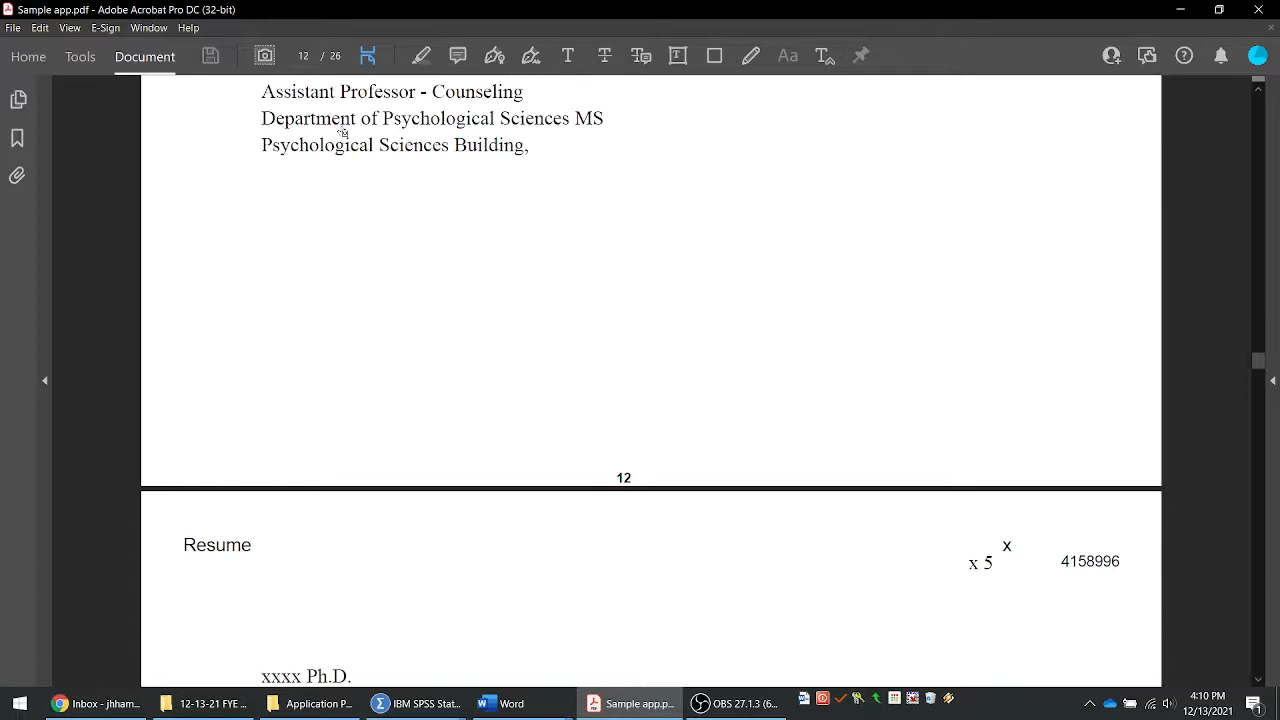 Sample app.pdf - Adobe Acrobat Pro DC (32-bit)
File Edit View E-Sign Window Help
Home Tools Document 12 / 26 Aa
Assistant Professor - Counseling
Department of Psychological Sciences MS
Psychological Sciences Building,
12
Resume x
x 5 4158996
xxxx Ph.D.
Inbox - jhham... 12-13-21 FYE ... Application P... IBM SPSS Stat... Word Sample app.p... OBS 27.1.3 (6... 4:10 PM
12/13/2021